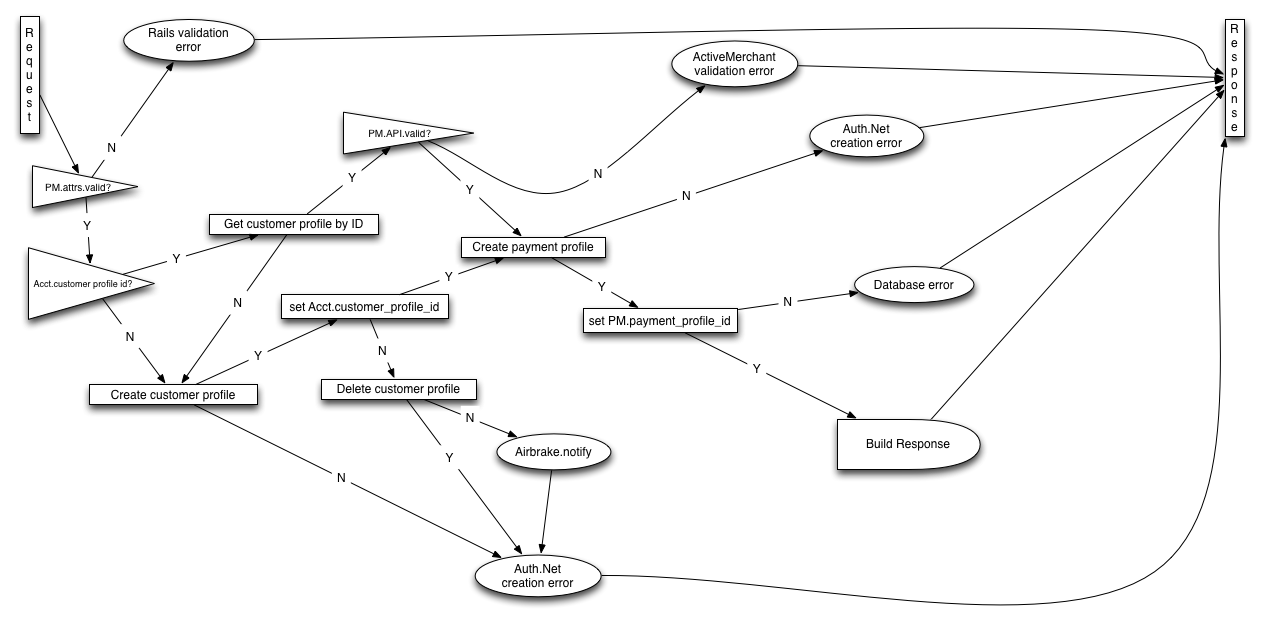 Request
Rails validation
error
Response
ActiveMerchant
validation error
PM.API.valid?
Auth.Net
creation error
N
Y
N
PM.attrs.valid?
Y
N
Y
Get customer profile by ID
Create payment profile
Y
Acct.customer profile id?
Y
Y
N
Database error
N
N
set Acct.customer_profile_id
set PM.payment_profile_id
N
Y
N
Y
Create customer profile
Delete customer profile
N
Airbrake.notify
Build Response
Y
N
Auth.Net
creation error